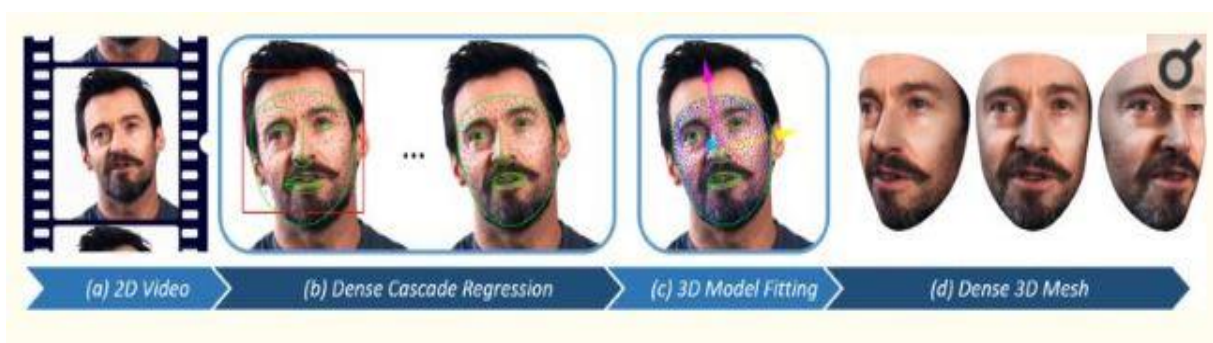 (a) 2D Video
(b) Dense Cascade Regression
(c) 3D Model Fitting
(d) Dense 3D Mesh